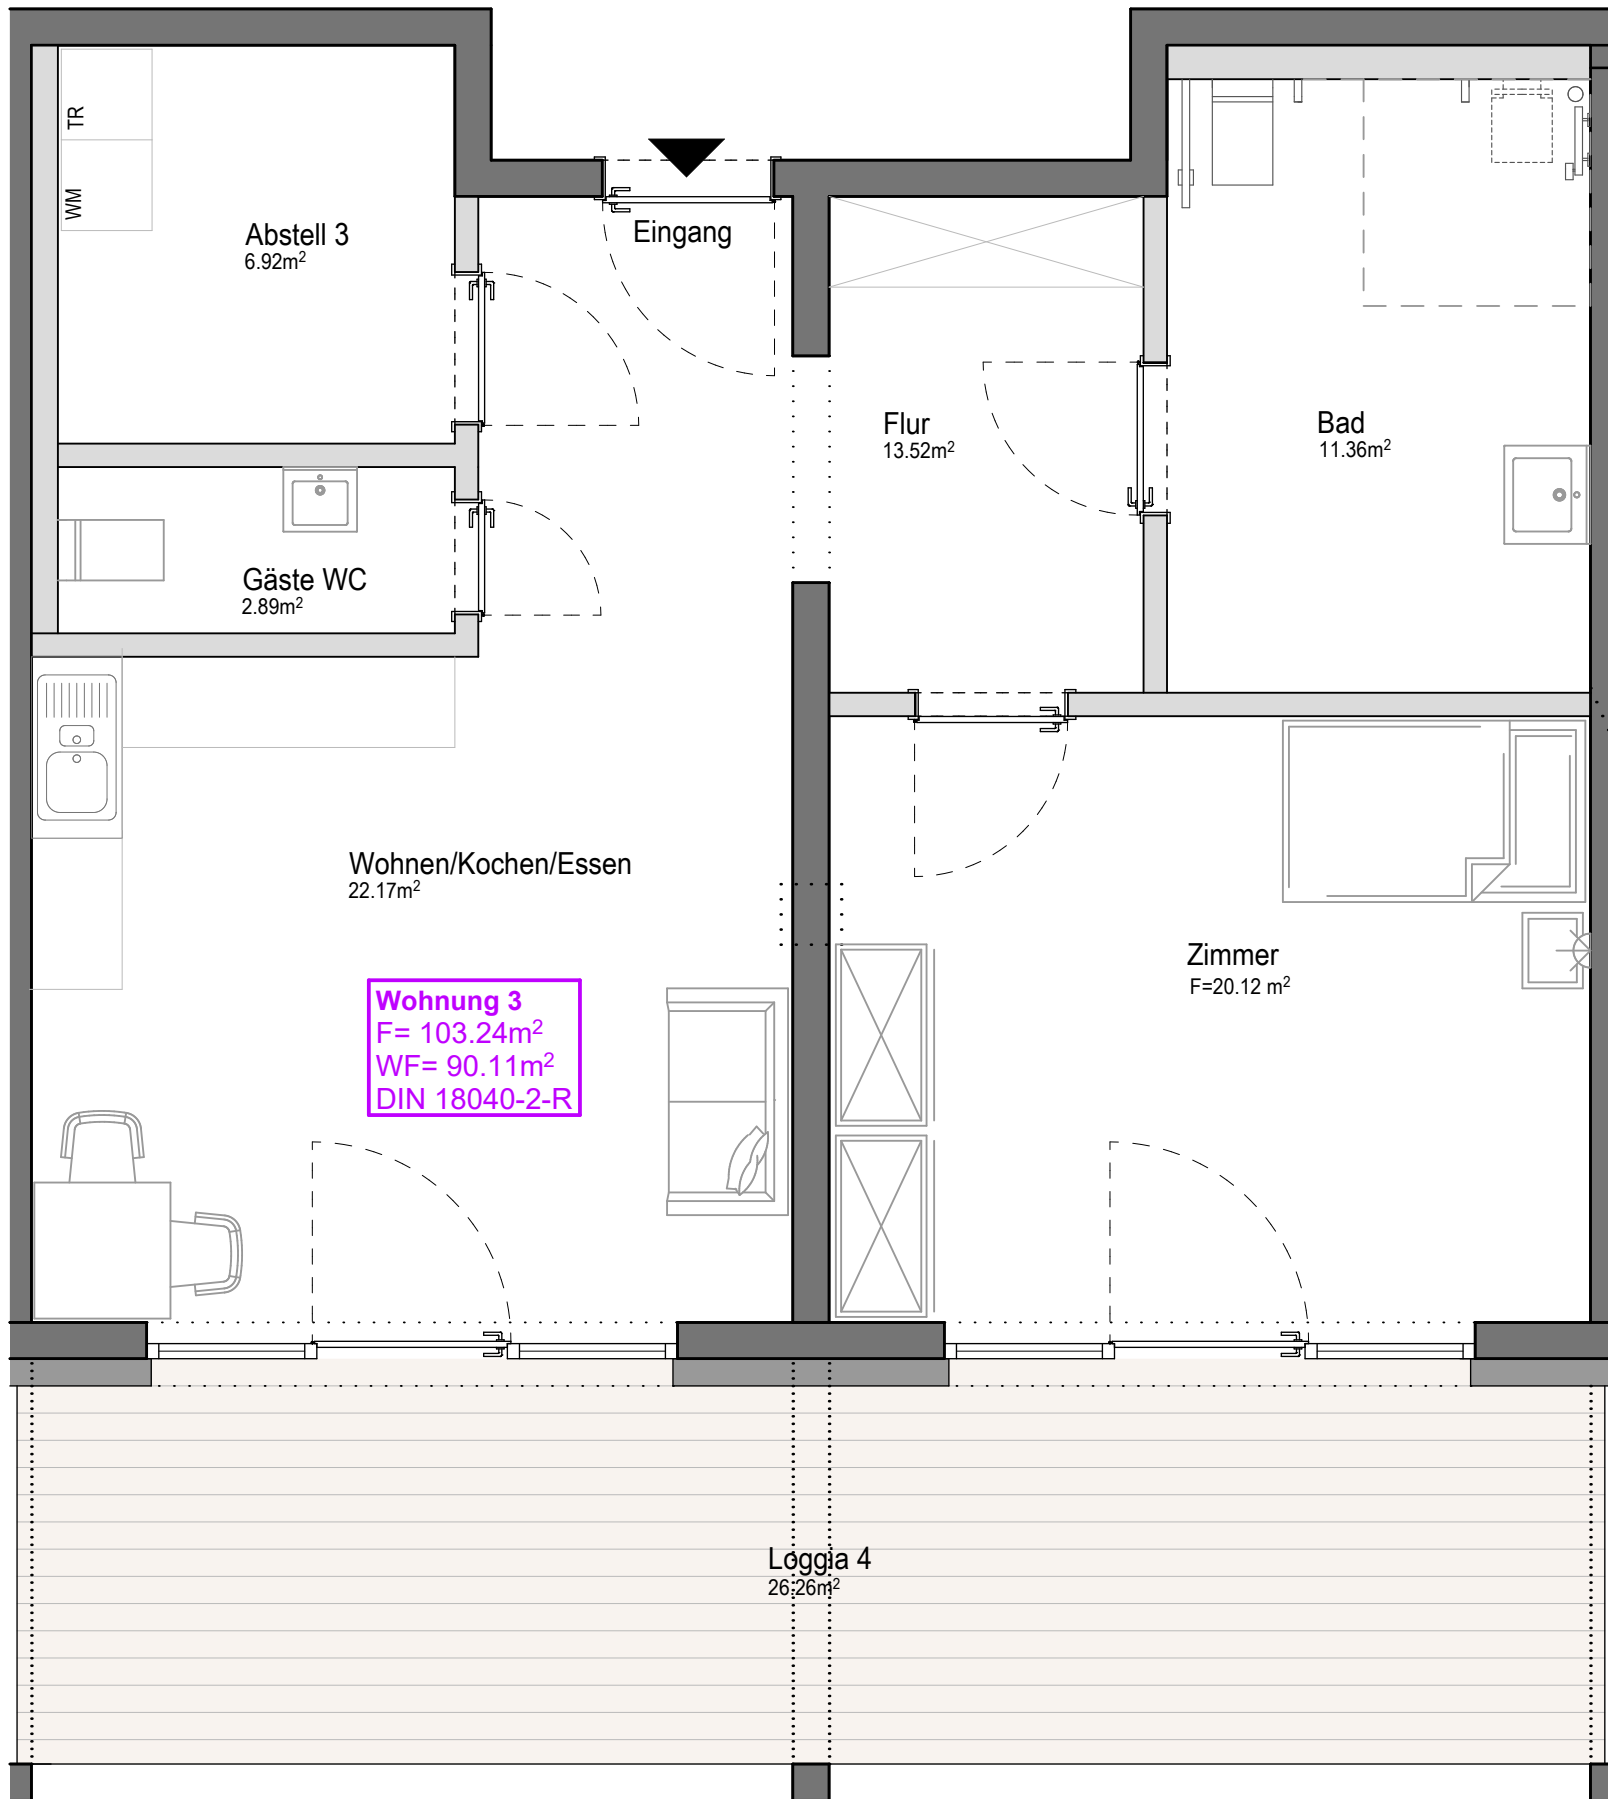 TR
WM
Abstell 3
6.92m²
Eingang
Flur
13.52m²
Bad
11.36m²
Gäste WC
2.89m²
Wohnen/Kochen/Essen
22.17m²
Zimmer
F=20.12 m²
Wohnung 3
F= 103.24m²
WF= 90.11m²
DIN 18040-2-R
Loggia 4
26.26m²